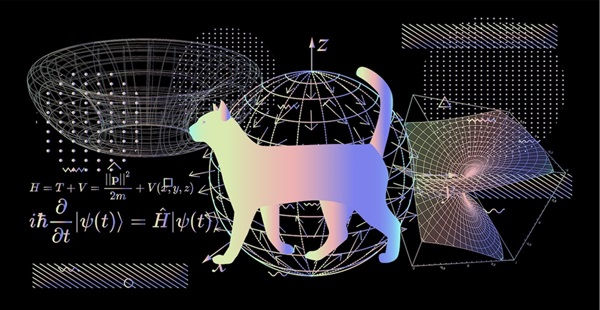 Z
H = T + V = ||p||² / 2m + V(x, y, z)
iħ ∂/∂t |ψ(t)⟩ = Ĥ|ψ(t)⟩